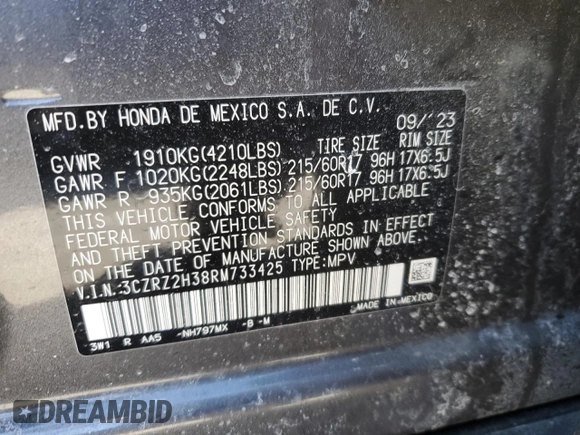 MFD.BY HONDA DE MEXICO S.A. DE C.V. 09/'23
GVWR 1910KG(4210LBS) TIRE SIZE RIM SIZE
GAWR F 1020KG(2248LBS) 215/60R17 96H 17X6.5J
GAWR R 935KG(2061LBS) 215/60R17 96H 17X6.5J
THIS VEHICLE CONFORMS TO ALL APPLICABLE
FEDERAL MOTOR VEHICLE SAFETY
AND THEFT PREVENTION STANDARDS IN EFFECT
ON THE DATE OF MANUFACTURE SHOWN ABOVE.
V.I.N.:3CZRZ2H38RM733425 TYPE:MPV
MADE IN MEXICO
3W1 R AA5 -NH797MX -B -M
DREAMBID